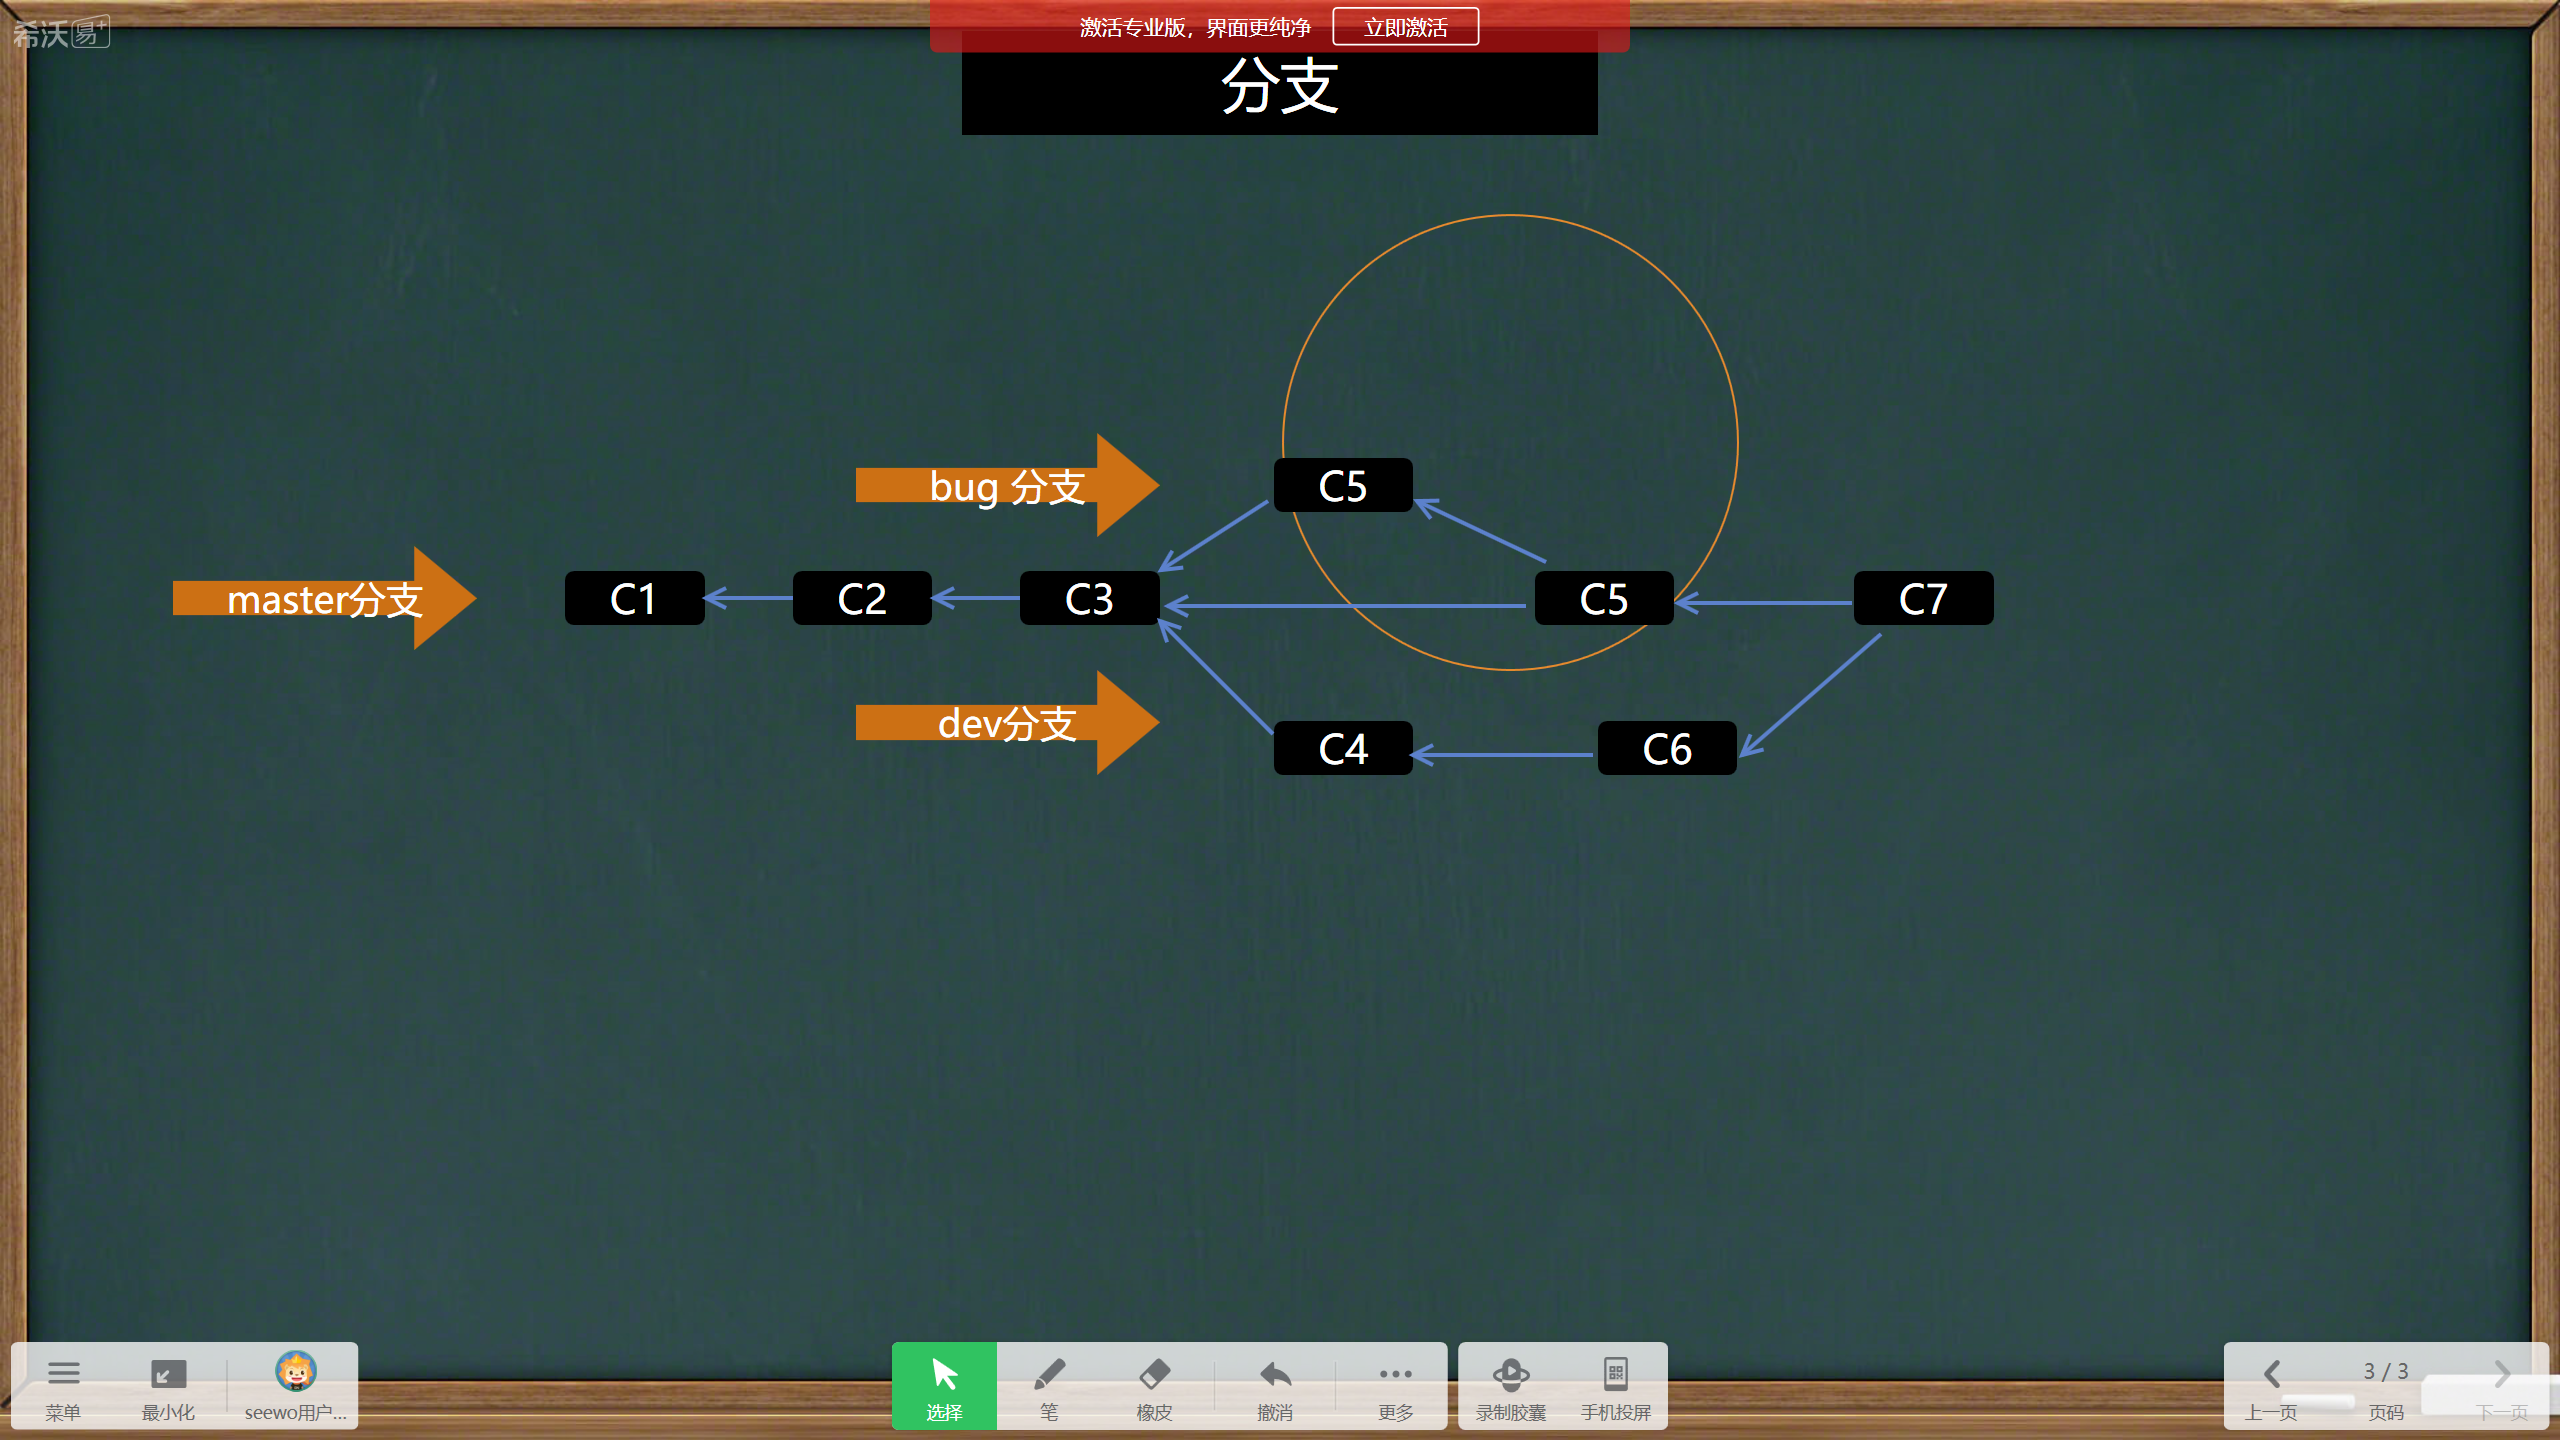 希沃易+
激活专业版，界面更纯净 立即激活
分支
bug 分支
C5
master分支
C1
C2
C3
C5
C7
dev分支
C4
C6
菜单
最小化
seewo用户...
选择
笔
橡皮
撤消
更多
录制胶囊
手机投屏
上一页
3 / 3
页码
下一页